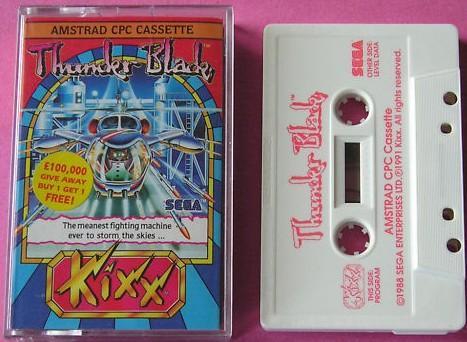 AMSTRAD CPC CASSETTE
Thunder Blade
£100,000
GIVE AWAY
BUY 1 GET 1
FREE!
SEGA
The meanest fighting machine
ever to storm the skies ...
Kixx
SEGA
OTHER SIDE:
LEVEL DATA
Thunder Blade™
AMSTRAD CPC Cassette
©1988 SEGA ENTERPRISES LTD. ©1991 Kixx. All rights reserved.
Kixx
THIS SIDE:
PROGRAM